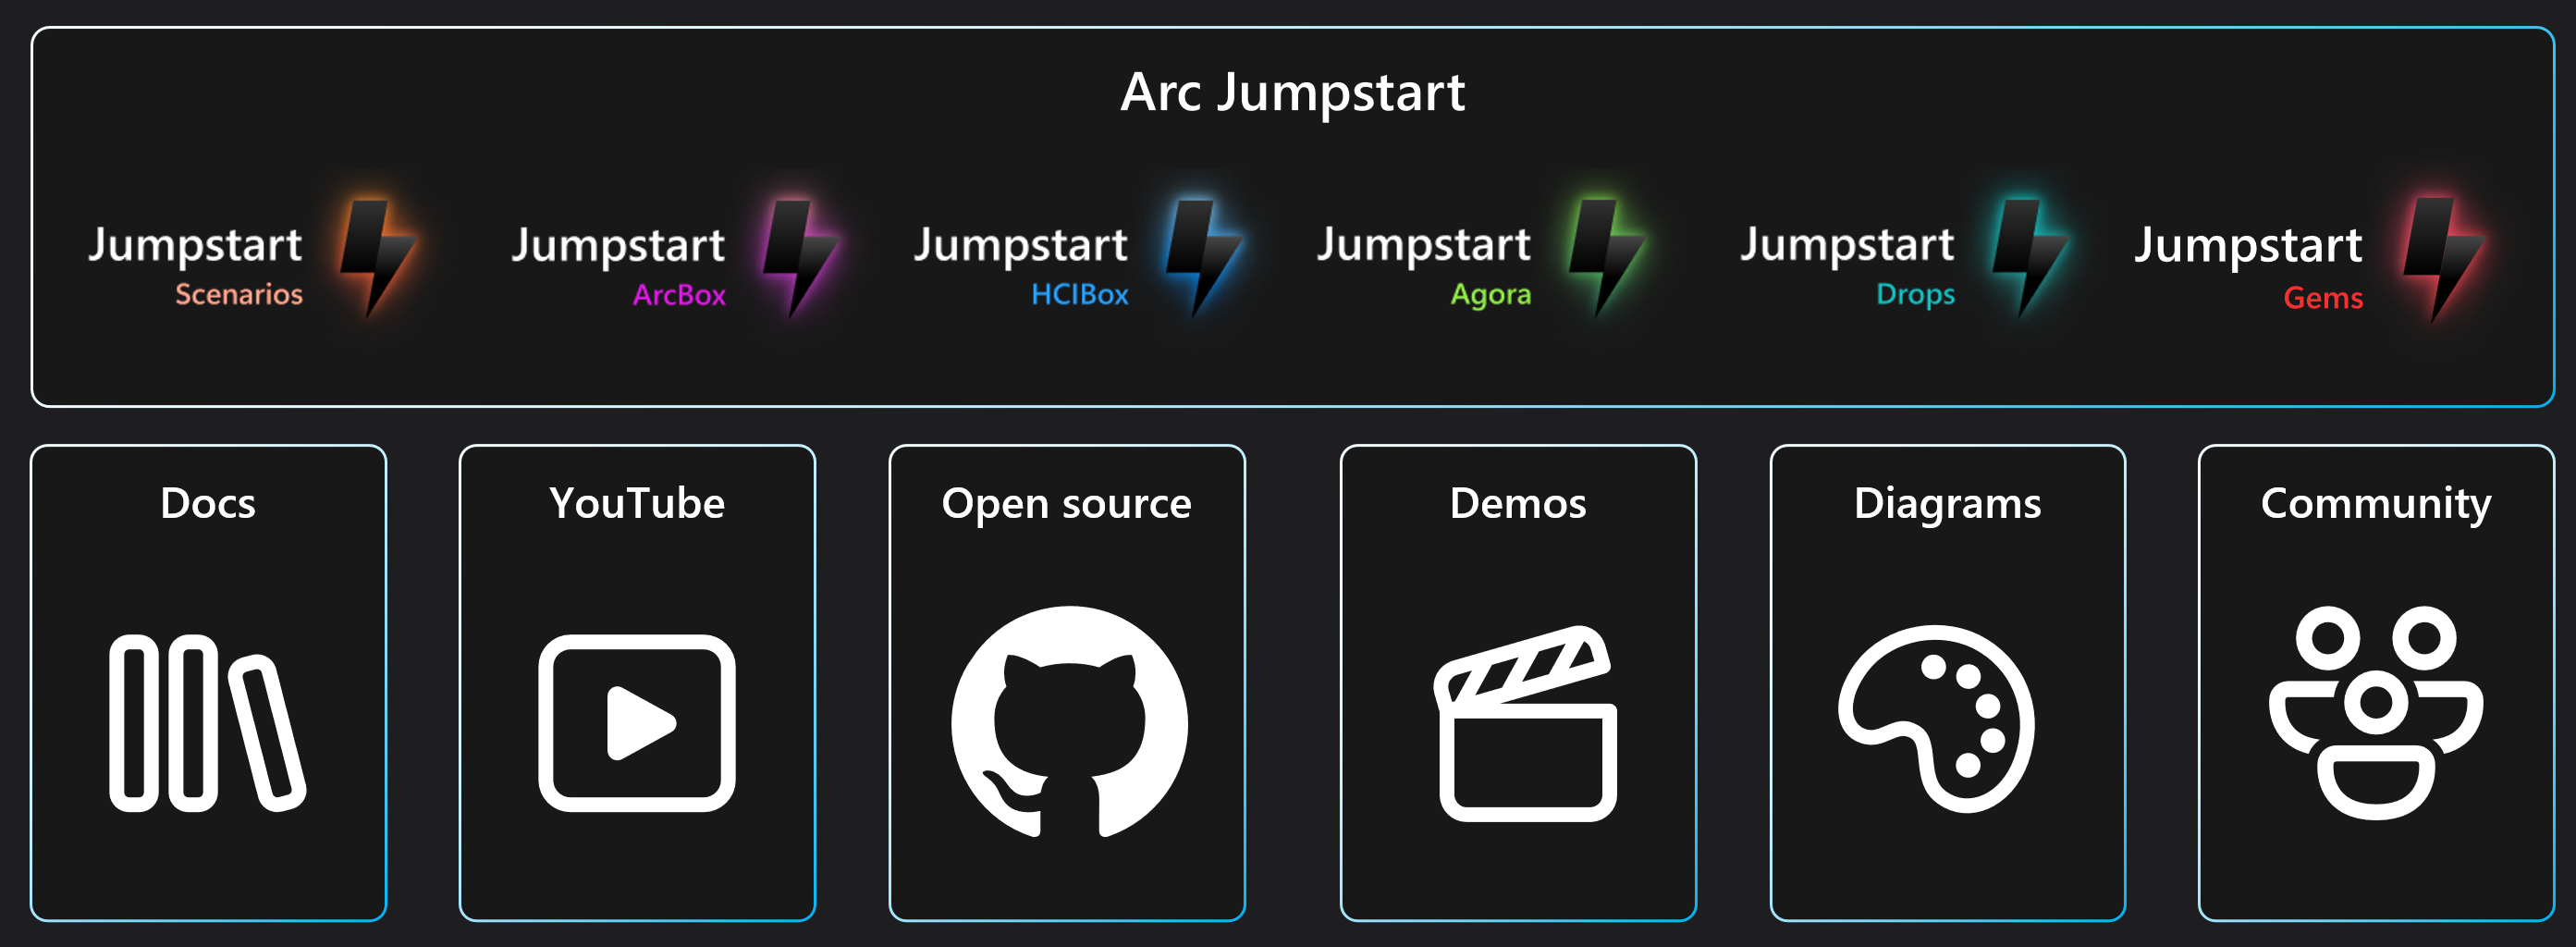 Arc Jumpstart
Jumpstart
Scenarios
Jumpstart
ArcBox
Jumpstart
HCIBox
Jumpstart
Agora
Jumpstart
Drops
Jumpstart
Gems
Docs
YouTube
Open source
Demos
Diagrams
Community